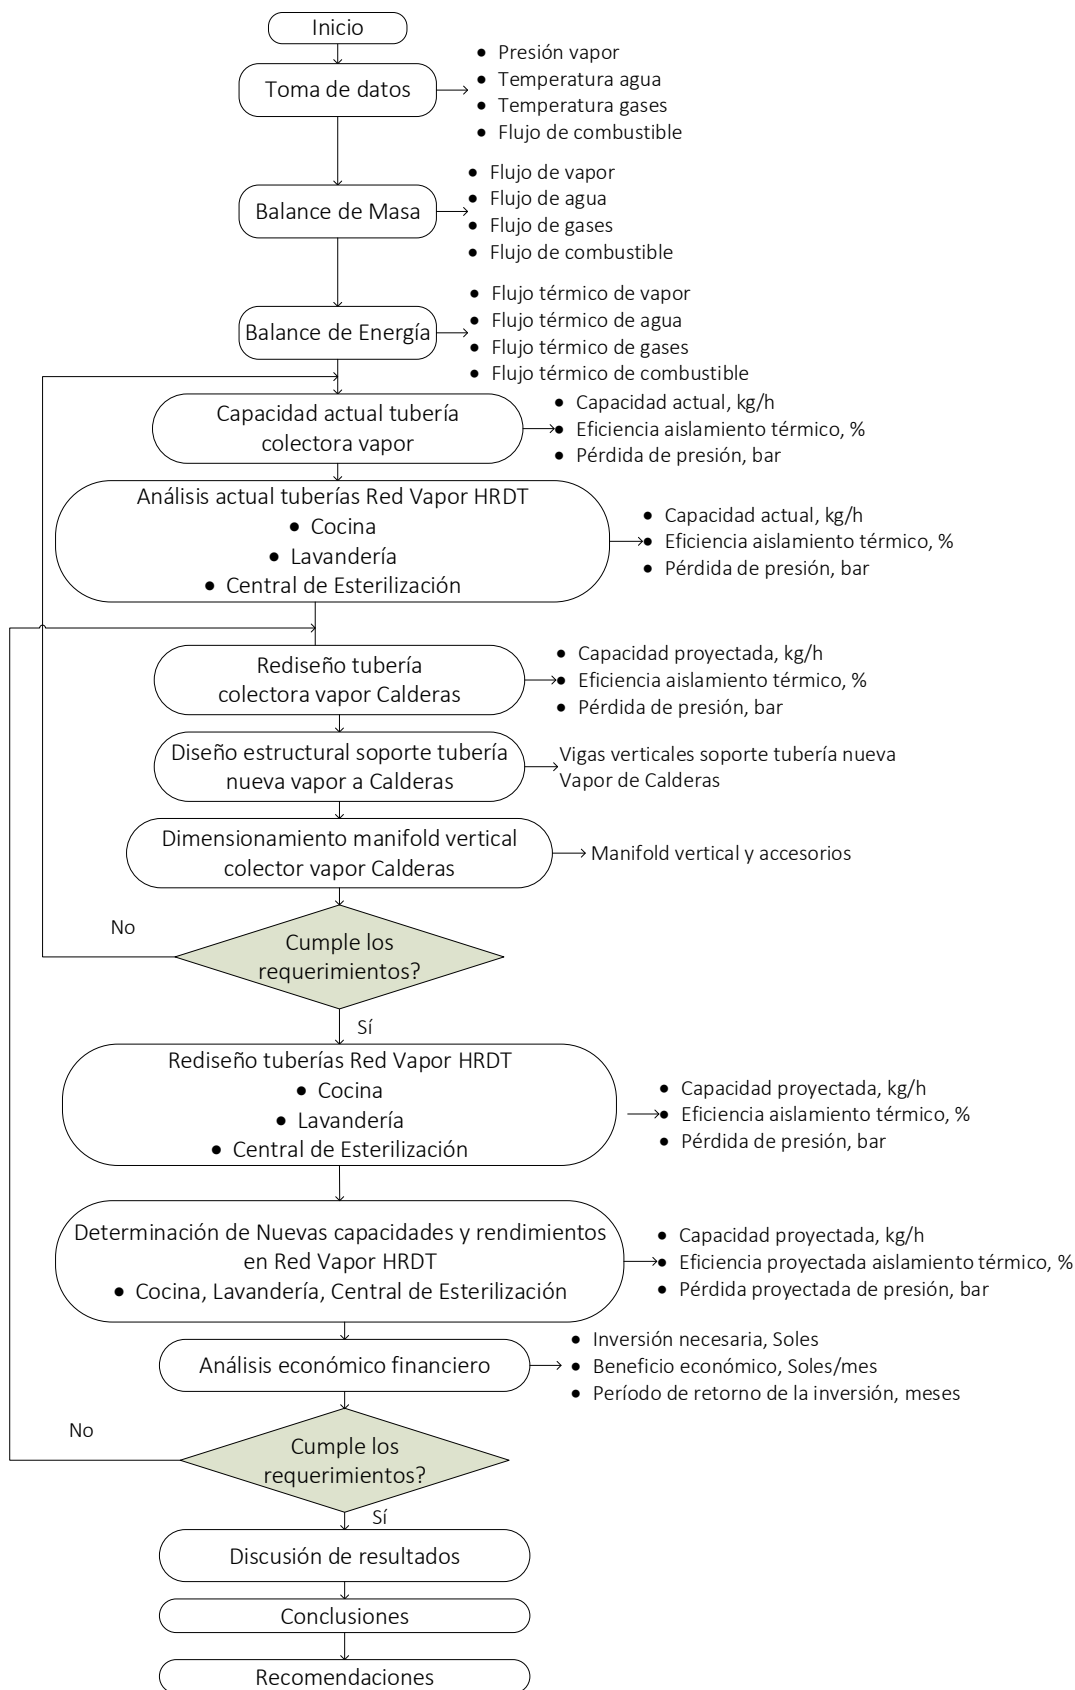 Inicio
Toma de datos
● Presión vapor
● Temperatura agua
● Temperatura gases
● Flujo de combustible
Balance de Masa
● Flujo de vapor
● Flujo de agua
● Flujo de gases
● Flujo de combustible
Balance de Energía
● Flujo térmico de vapor
● Flujo térmico de agua
● Flujo térmico de gases
● Flujo térmico de combustible
Capacidad actual tubería
colectora vapor
● Capacidad actual, kg/h
● Eficiencia aislamiento térmico, %
● Pérdida de presión, bar
Análisis actual tuberías Red Vapor HRDT
● Cocina
● Lavandería
● Central de Esterilización
● Capacidad actual, kg/h
● Eficiencia aislamiento térmico, %
● Pérdida de presión, bar
Rediseño tubería
colectora vapor Calderas
● Capacidad proyectada, kg/h
● Eficiencia aislamiento térmico, %
● Pérdida de presión, bar
Diseño estructural soporte tubería
nueva vapor a Calderas
Vigas verticales soporte tubería nueva
Vapor de Calderas
Dimensionamiento manifold vertical
colector vapor Calderas
Manifold vertical y accesorios
No
Cumple los
requerimientos?
Sí
Rediseño tuberías Red Vapor HRDT
● Cocina
● Lavandería
● Central de Esterilización
● Capacidad proyectada, kg/h
● Eficiencia aislamiento térmico, %
● Pérdida de presión, bar
Determinación de Nuevas capacidades y rendimientos
en Red Vapor HRDT
● Cocina, Lavandería, Central de Esterilización
● Capacidad proyectada, kg/h
● Eficiencia proyectada aislamiento térmico, %
● Pérdida proyectada de presión, bar
Análisis económico financiero
● Inversión necesaria, Soles
● Beneficio económico, Soles/mes
● Período de retorno de la inversión, meses
No
Cumple los
requerimientos?
Sí
Discusión de resultados
Conclusiones
Recomendaciones